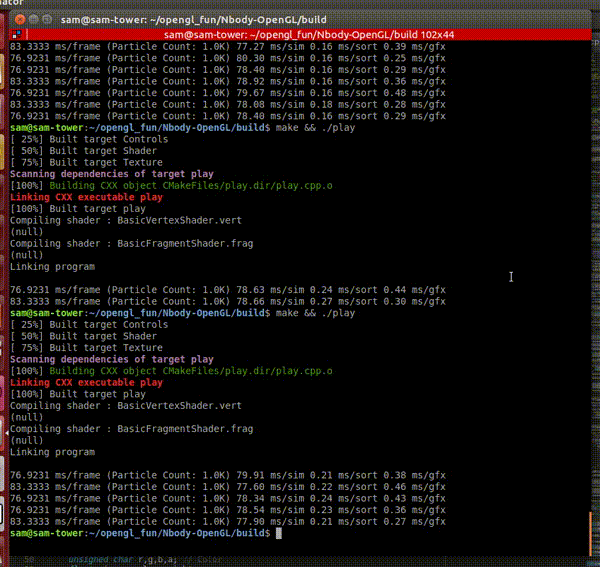 sam@sam-tower: ~/opengl_fun/Nbody-OpenGL/build
sam@sam-tower:~/opengl_fun/Nbody-OpenGL/build 102x44
83.3333 ms/frame (Particle Count: 1.0K) 77.27 ms/sim 0.16 ms/sort 0.39 ms/gfx
76.9231 ms/frame (Particle Count: 1.0K) 80.30 ms/sim 0.16 ms/sort 0.25 ms/gfx
76.9231 ms/frame (Particle Count: 1.0K) 78.40 ms/sim 0.16 ms/sort 0.29 ms/gfx
83.3333 ms/frame (Particle Count: 1.0K) 78.92 ms/sim 0.16 ms/sort 0.36 ms/gfx
76.9231 ms/frame (Particle Count: 1.0K) 79.67 ms/sim 0.16 ms/sort 0.48 ms/gfx
76.9231 ms/frame (Particle Count: 1.0K) 78.08 ms/sim 0.18 ms/sort 0.28 ms/gfx
76.9231 ms/frame (Particle Count: 1.0K) 78.40 ms/sim 0.16 ms/sort 0.29 ms/gfx
sam@sam-tower:~/opengl_fun/Nbody-OpenGL/build$ make && ./play
[ 25%] Built target Controls
[ 50%] Built target Shader
[ 75%] Built target Texture
Scanning dependencies of target play
[100%] Building CXX object CMakeFiles/play.dir/play.cpp.o
Linking CXX executable play
[100%] Built target play
Compiling shader : BasicVertexShader.vert
(null)
Compiling shader : BasicFragmentShader.frag
(null)
Linking program
76.9231 ms/frame (Particle Count: 1.0K) 78.63 ms/sim 0.24 ms/sort 0.44 ms/gfx
83.3333 ms/frame (Particle Count: 1.0K) 78.66 ms/sim 0.27 ms/sort 0.30 ms/gfx
sam@sam-tower:~/opengl_fun/Nbody-OpenGL/build$ make && ./play
[ 25%] Built target Controls
[ 50%] Built target Shader
[ 75%] Built target Texture
Scanning dependencies of target play
[100%] Building CXX object CMakeFiles/play.dir/play.cpp.o
Linking CXX executable play
[100%] Built target play
Compiling shader : BasicVertexShader.vert
(null)
Compiling shader : BasicFragmentShader.frag
(null)
Linking program
76.9231 ms/frame (Particle Count: 1.0K) 79.91 ms/sim 0.21 ms/sort 0.38 ms/gfx
83.3333 ms/frame (Particle Count: 1.0K) 77.60 ms/sim 0.22 ms/sort 0.46 ms/gfx
76.9231 ms/frame (Particle Count: 1.0K) 78.34 ms/sim 0.24 ms/sort 0.43 ms/gfx
76.9231 ms/frame (Particle Count: 1.0K) 78.54 ms/sim 0.23 ms/sort 0.36 ms/gfx
83.3333 ms/frame (Particle Count: 1.0K) 77.90 ms/sim 0.21 ms/sort 0.27 ms/gfx
sam@sam-tower:~/opengl_fun/Nbody-OpenGL/build$
unsigned char r,g,b,a; // Color